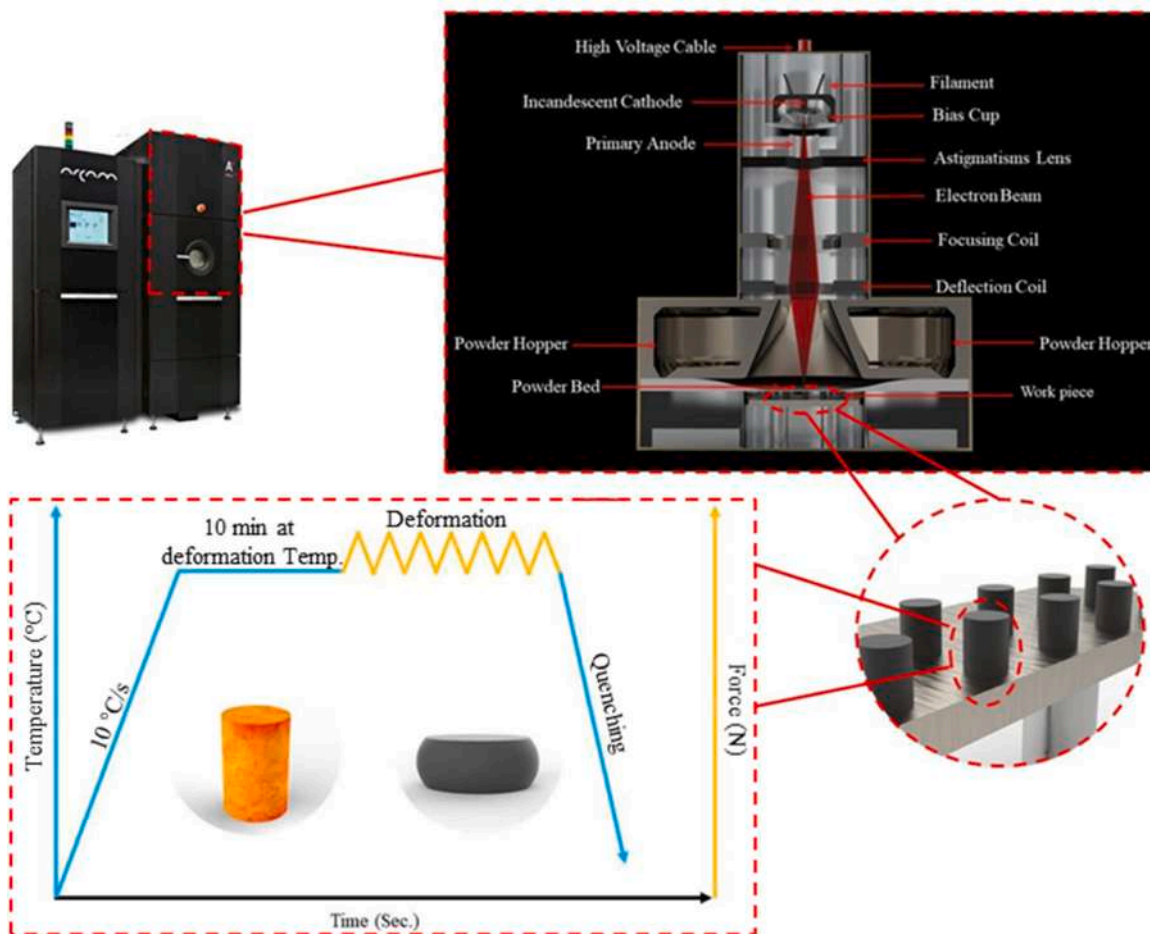 arcam
A
High Voltage Cable
Filament
Incandescent Cathode
Bias Cup
Primary Anode
Astigmatisms Lens
Electron Beam
Focusing Coil
Deflection Coil
Powder Hopper
Powder Hopper
Powder Bed
Work piece
Temperature (°C)
10 °C/s
10 min at
deformation Temp.
Deformation
Quenching
Force (N)
Time (Sec.)